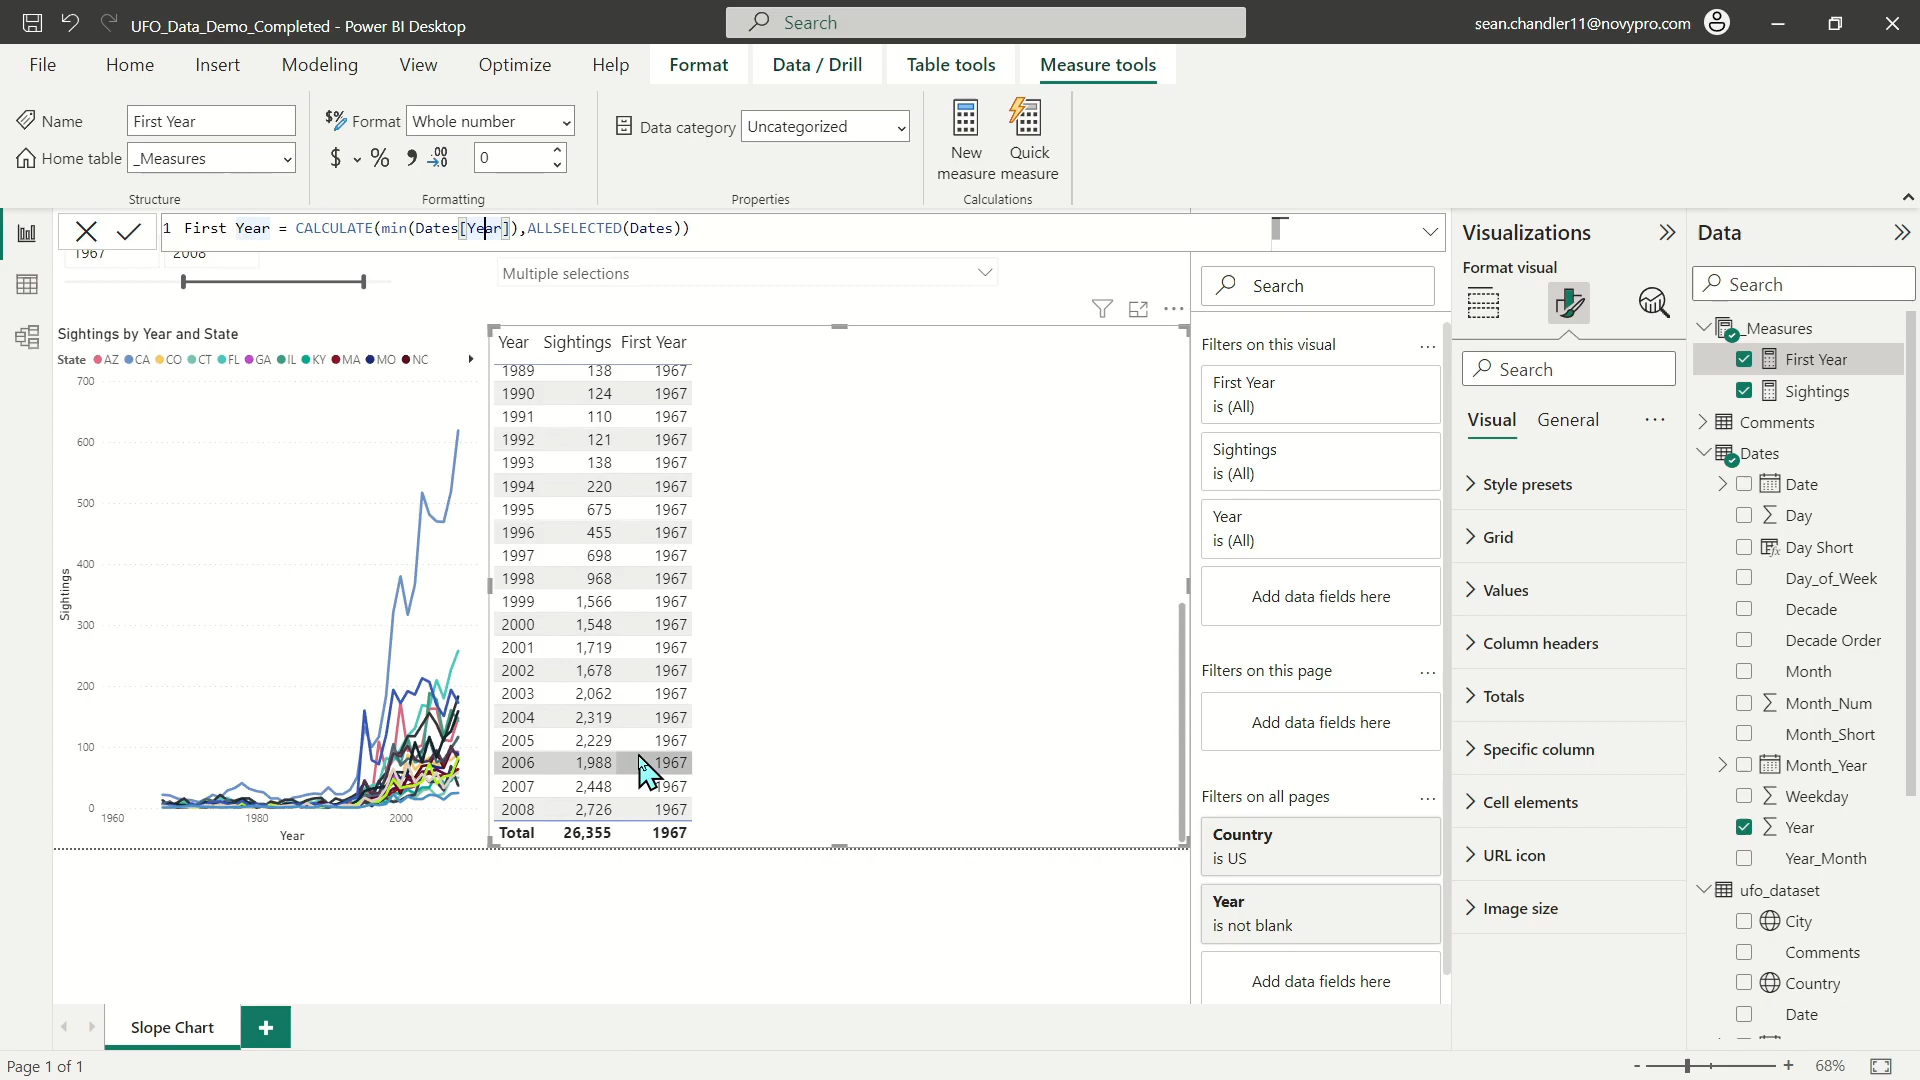 UFO_Data_Demo_Completed - Power BI Desktop
Search
sean.chandler11@novypro.com
File Home Insert Modeling View Optimize Help Format Data / Drill Table tools Measure tools
Name First Year
Home table _Measures
Structure
Format Whole number
$ % 0
Formatting
Data category Uncategorized
Properties
New measure
Quick measure
Calculations
1 First Year = CALCULATE(min(Dates[Year]),ALLSELECTED(Dates))
1967 2008
Multiple selections
Sightings by Year and State
State AZ CA CO CT FL GA IL KY MA MO NC
700
600
500
400
300
200
100
0
Sightings
1960 1980 2000
Year
Year Sightings First Year
1989 138 1967
1990 124 1967
1991 110 1967
1992 121 1967
1993 138 1967
1994 220 1967
1995 675 1967
1996 455 1967
1997 698 1967
1998 968 1967
1999 1,566 1967
2000 1,548 1967
2001 1,719 1967
2002 1,678 1967
2003 2,062 1967
2004 2,319 1967
2005 2,229 1967
2006 1,988 1967
2007 2,448 1967
2008 2,726 1967
Total 26,355 1967
Search
Filters on this visual
First Year
is (All)
Sightings
is (All)
Year
is (All)
Add data fields here
Filters on this page
Add data fields here
Filters on all pages
Country
is US
Year
is not blank
Add data fields here
Visualizations
Format visual
Search
Visual General
Style presets
Grid
Values
Column headers
Totals
Specific column
Cell elements
URL icon
Image size
Data
Search
_Measures
First Year
Sightings
Comments
Dates
Date
Day
Day Short
Day_of_Week
Decade
Decade Order
Month
Month_Num
Month_Short
Month_Year
Weekday
Year
Year_Month
ufo_dataset
City
Comments
Country
Date
Slope Chart
Page 1 of 1
68%